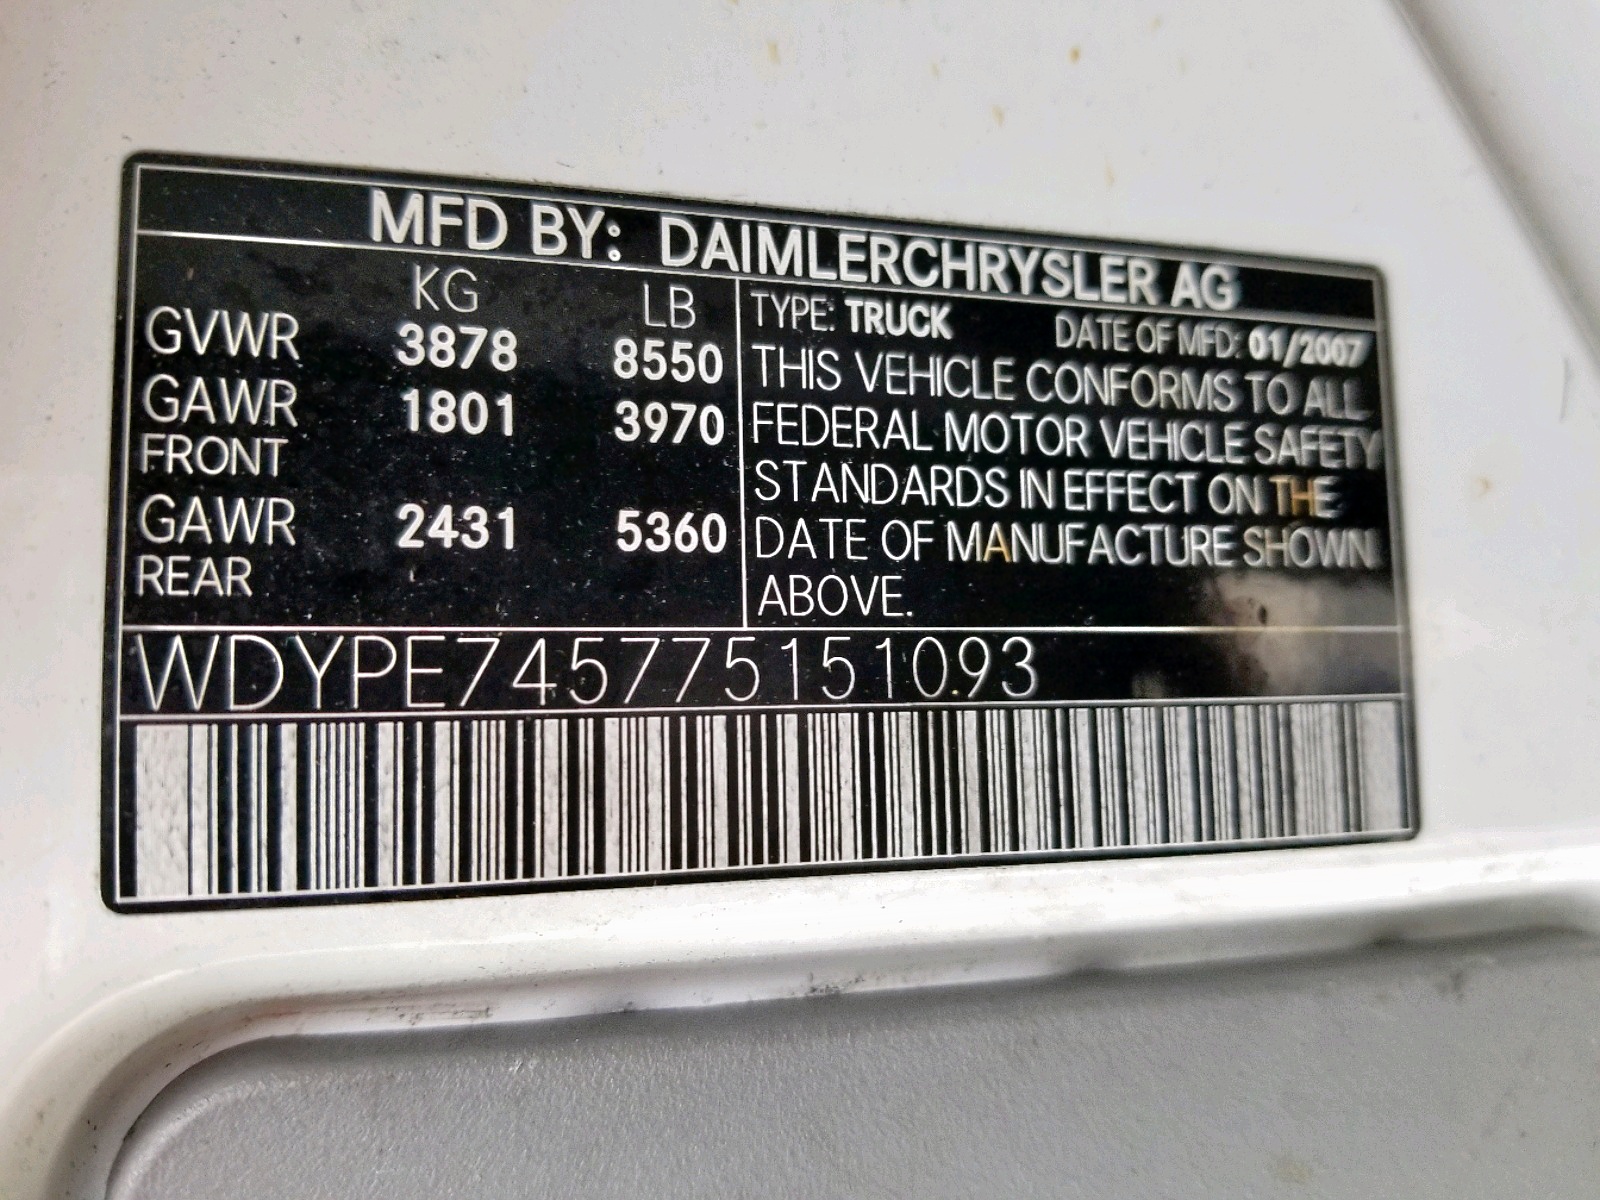 MFD BY: DAIMLERCHRYSLER AG
KG LB
GVWR 3878 8550
GAWR 1801 3970
FRONT
GAWR 2431 5360
REAR
TYPE: TRUCK DATE OF MFD: 01/2007
THIS VEHICLE CONFORMS TO ALL
FEDERAL MOTOR VEHICLE SAFETY
STANDARDS IN EFFECT ON THE
DATE OF MANUFACTURE SHOWN
ABOVE.
WDYPE745775151093